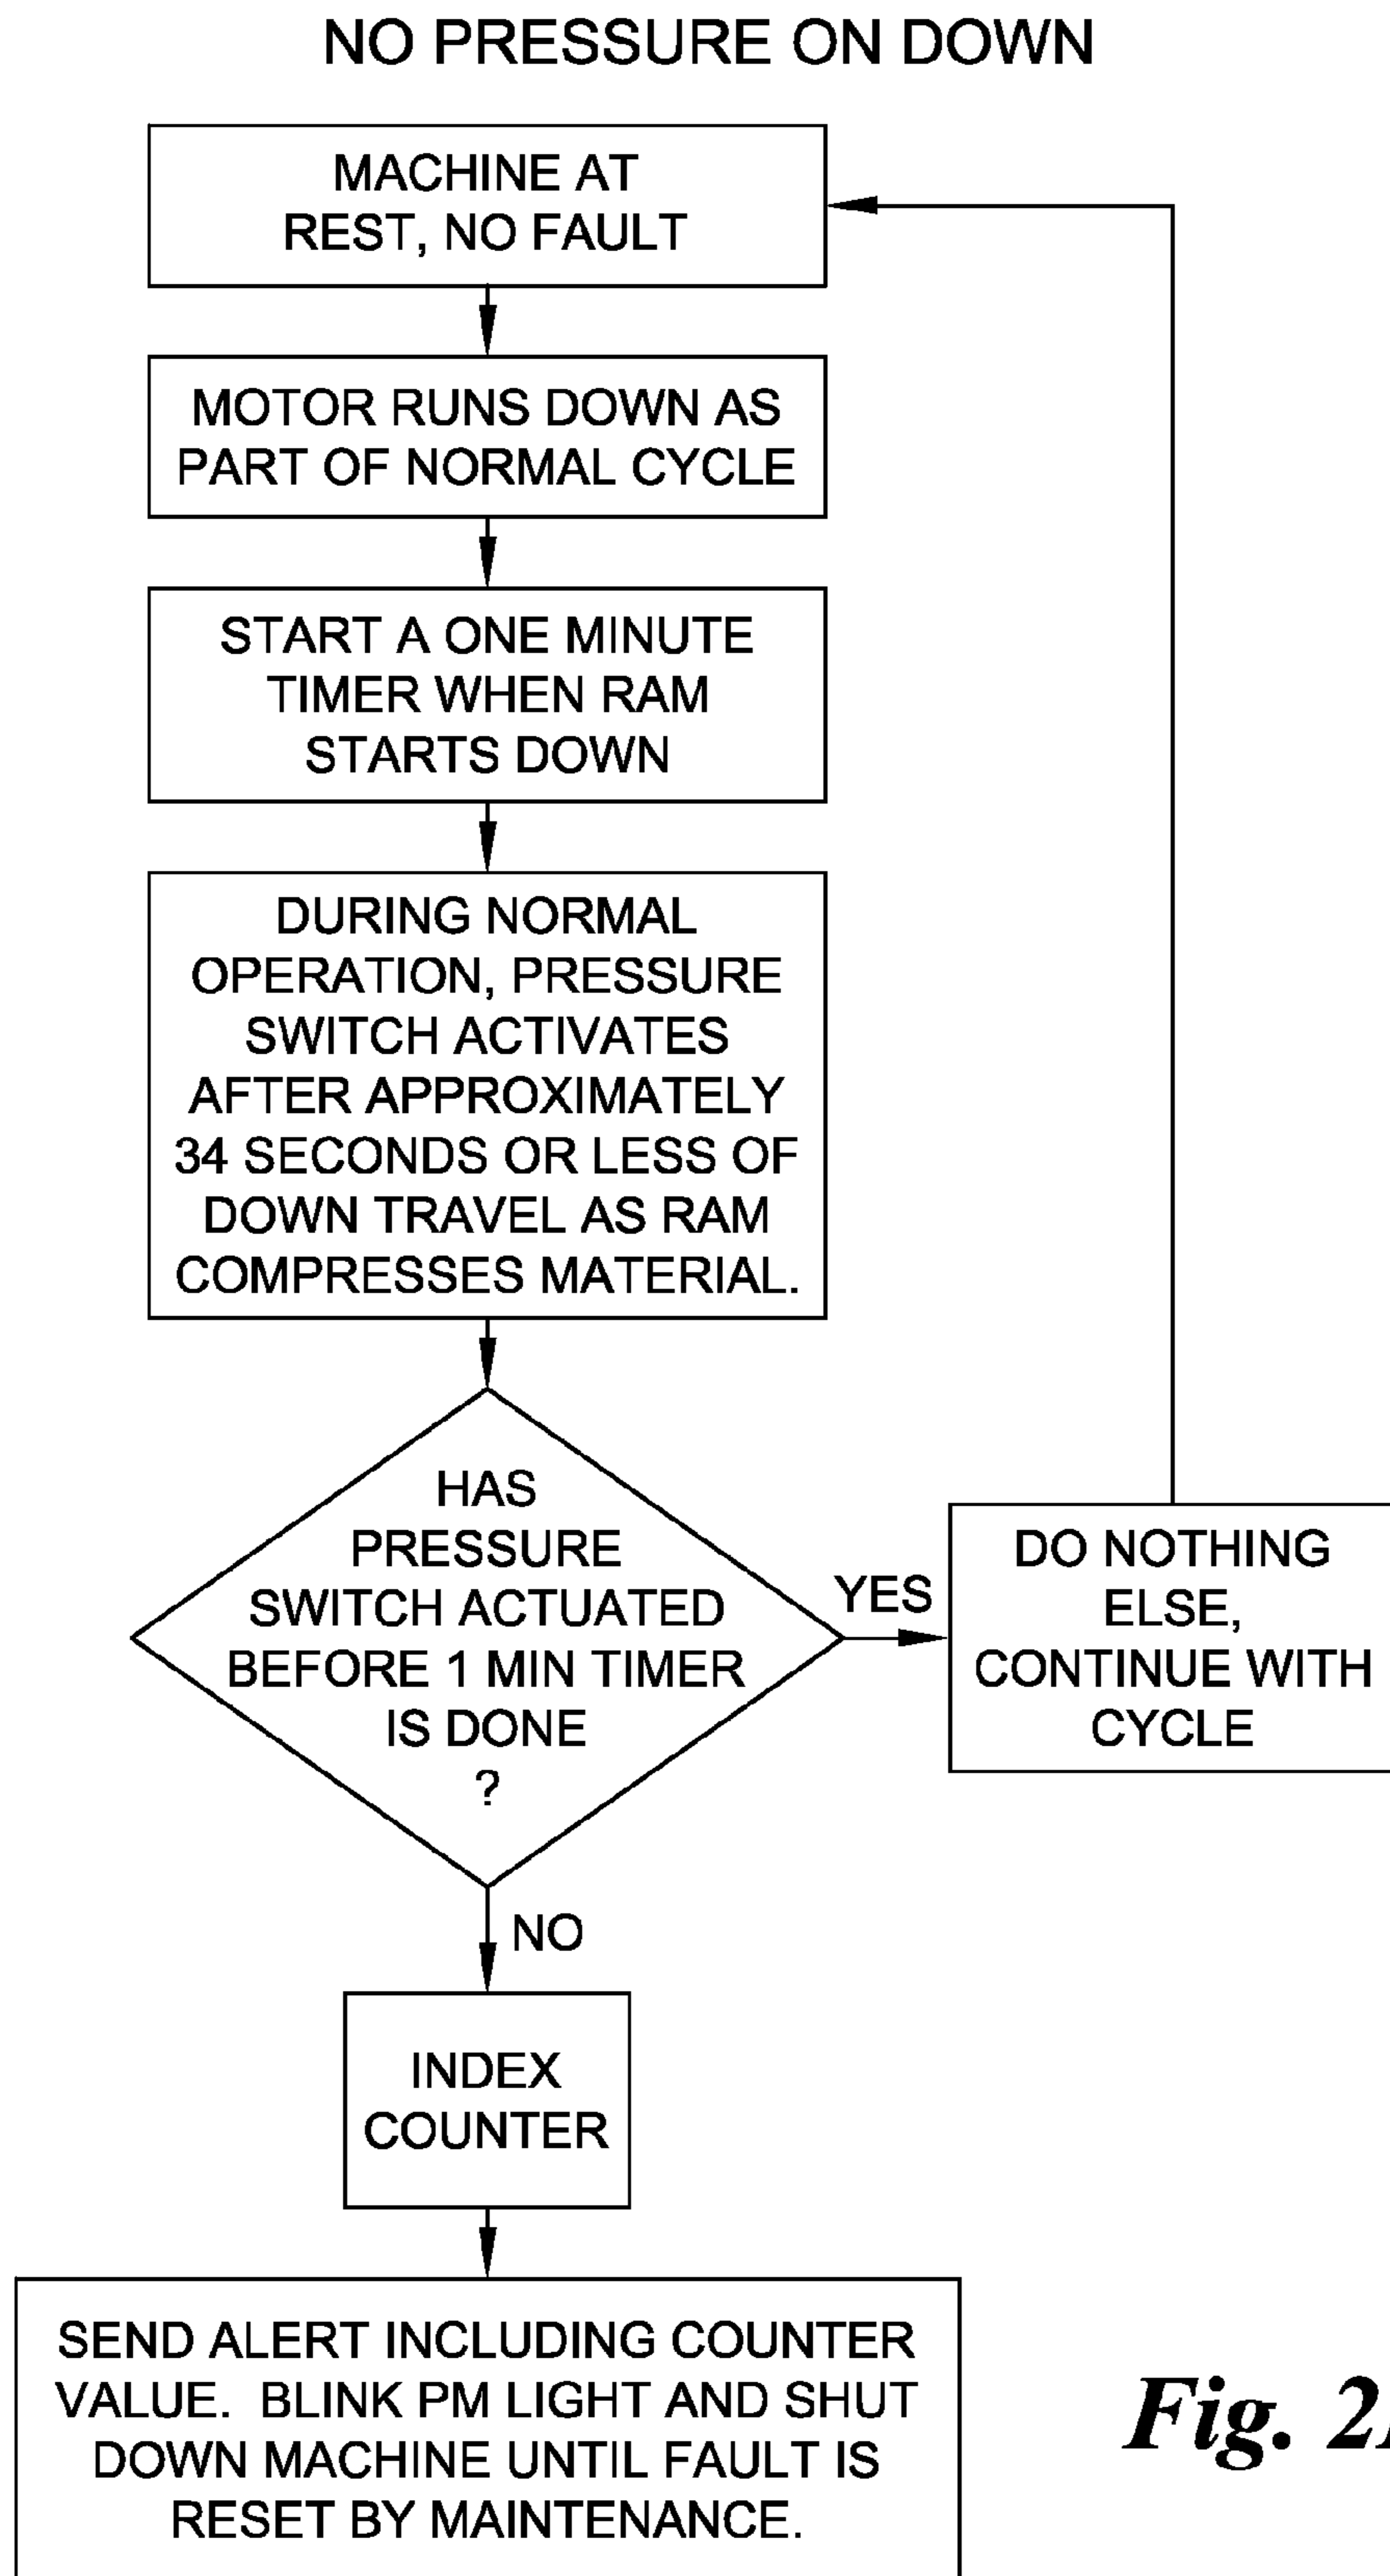 NO PRESSURE ON DOWN
MACHINE AT
REST, NO FAULT
MOTOR RUNS DOWN AS
PART OF NORMAL CYCLE
START A ONE MINUTE
TIMER WHEN RAM
STARTS DOWN
DURING NORMAL
OPERATION, PRESSURE
SWITCH ACTIVATES
AFTER APPROXIMATELY
34 SECONDS OR LESS OF
DOWN TRAVEL AS RAM
COMPRESSES MATERIAL.
HAS
PRESSURE
SWITCH ACTUATED
BEFORE 1 MIN TIMER
IS DONE
?
YES
DO NOTHING
ELSE,
CONTINUE WITH
CYCLE
NO
INDEX
COUNTER
SEND ALERT INCLUDING COUNTER
VALUE. BLINK PM LIGHT AND SHUT
DOWN MACHINE UNTIL FAULT IS
RESET BY MAINTENANCE.
Fig.